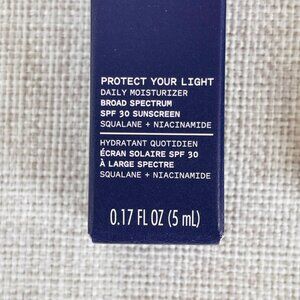 PROTECT YOUR LIGHT
DAILY MOISTURIZER
BROAD SPECTRUM
SPF 30 SUNSCREEN
SQUALANE + NIACINAMIDE
HYDRATANT QUOTIDIEN
ÉCRAN SOLAIRE SPF 30
À LARGE SPECTRE
SQUALANE + NIACINAMIDE
0.17 FL OZ (5 mL)